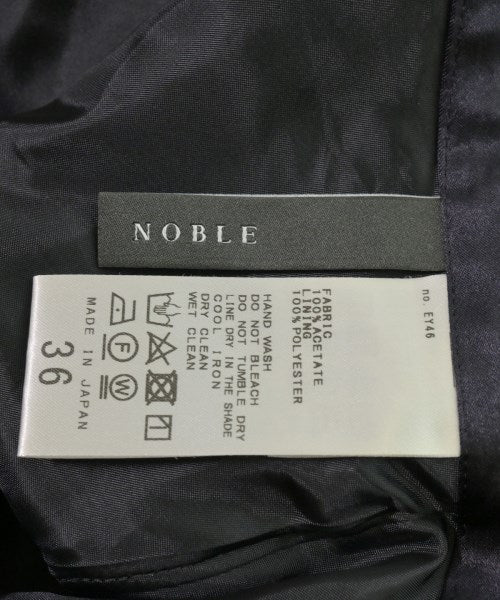 NOBLE
no. EY46
FABRIC
100%ACETATE
LINING
100%POLYESTER
HAND WASH
DO NOT BLEACH
DO NOT TUMBLE DRY
LINE DRY IN THE SHADE
COOL IRON
DRY CLEAN
WET CLEAN
F
W
MADE IN JAPAN
36